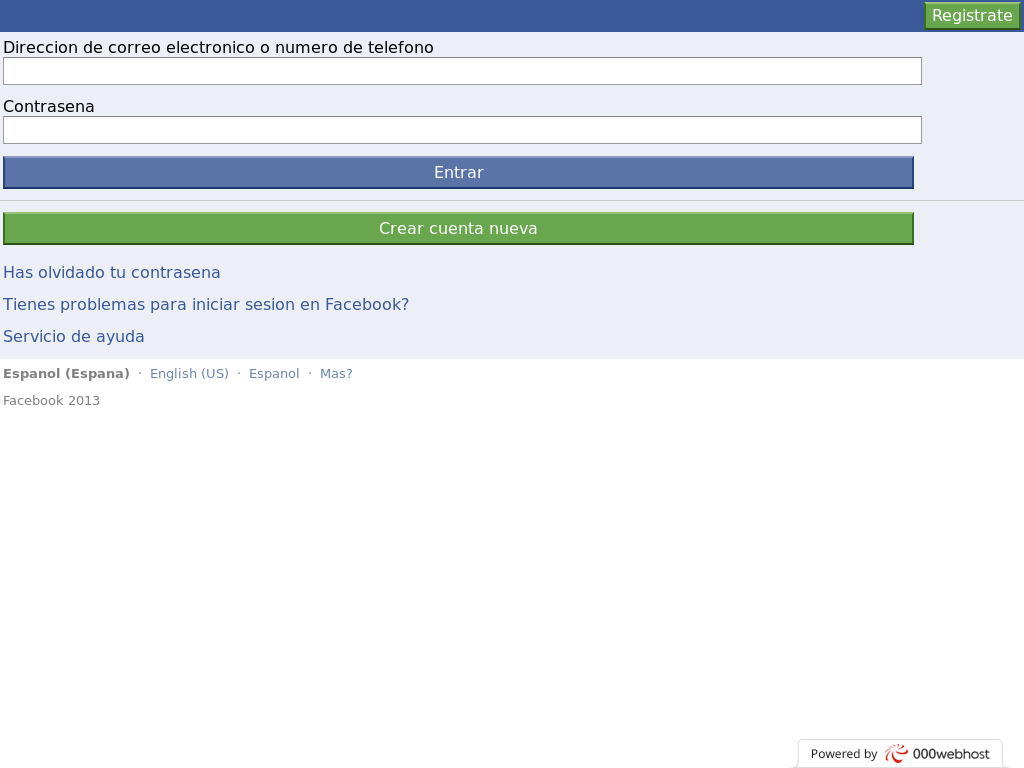 Registrate
Direccion de correo electronico o numero de telefono
Contrasena
Entrar
Crear cuenta nueva
Has olvidado tu contrasena
Tienes problemas para iniciar sesion en Facebook?
Servicio de ayuda
Espanol (Espana) · English (US) · Espanol · Mas?
Facebook 2013
Powered by 000webhost